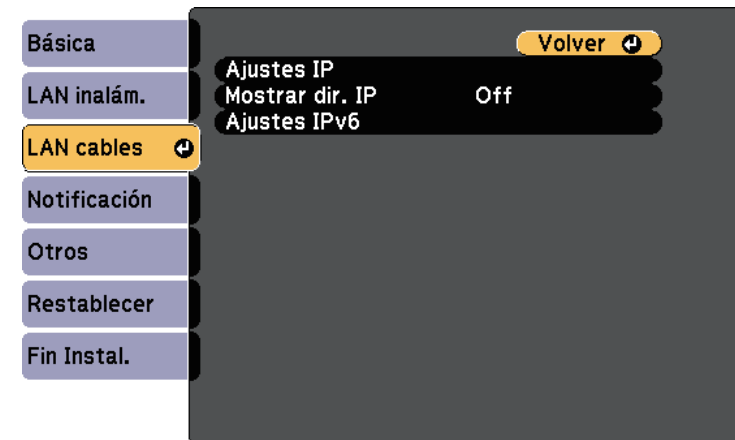 Básica
LAN inalám.
LAN cables
Notificación
Otros
Restablecer
Fin Instal.
Volver
Ajustes IP
Mostrar dir. IP Off
Ajustes IPv6